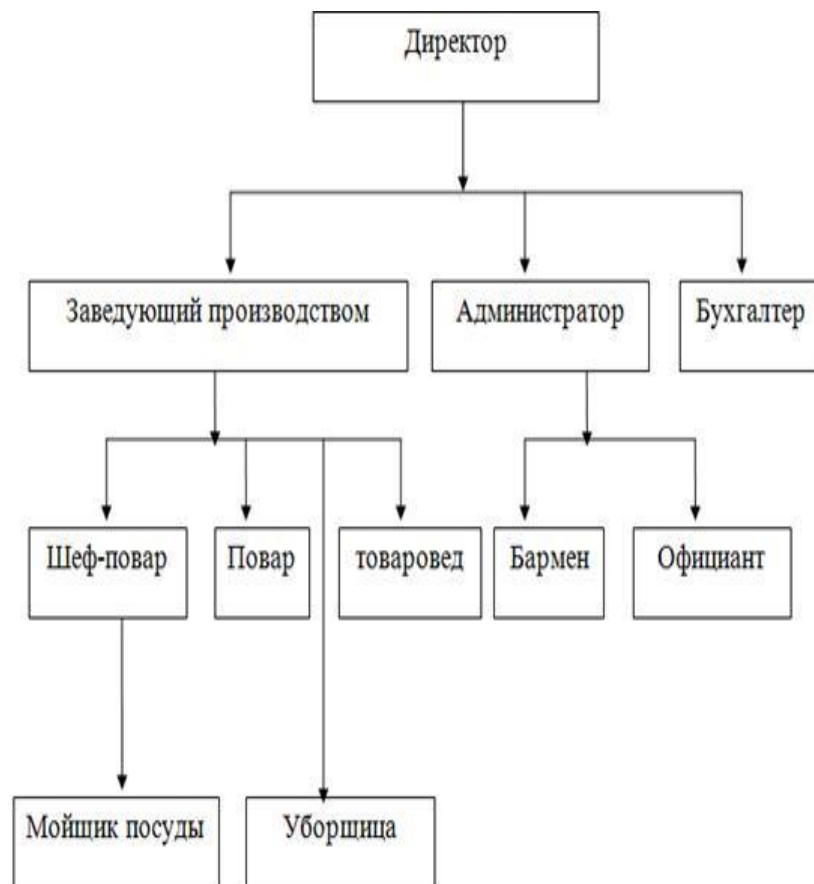 Директор
Заведующий производством
Администратор
Бухгалтер
Шеф-повар
Повар
товаровед
Бармен
Официант
Мойщик посуды
Уборщица